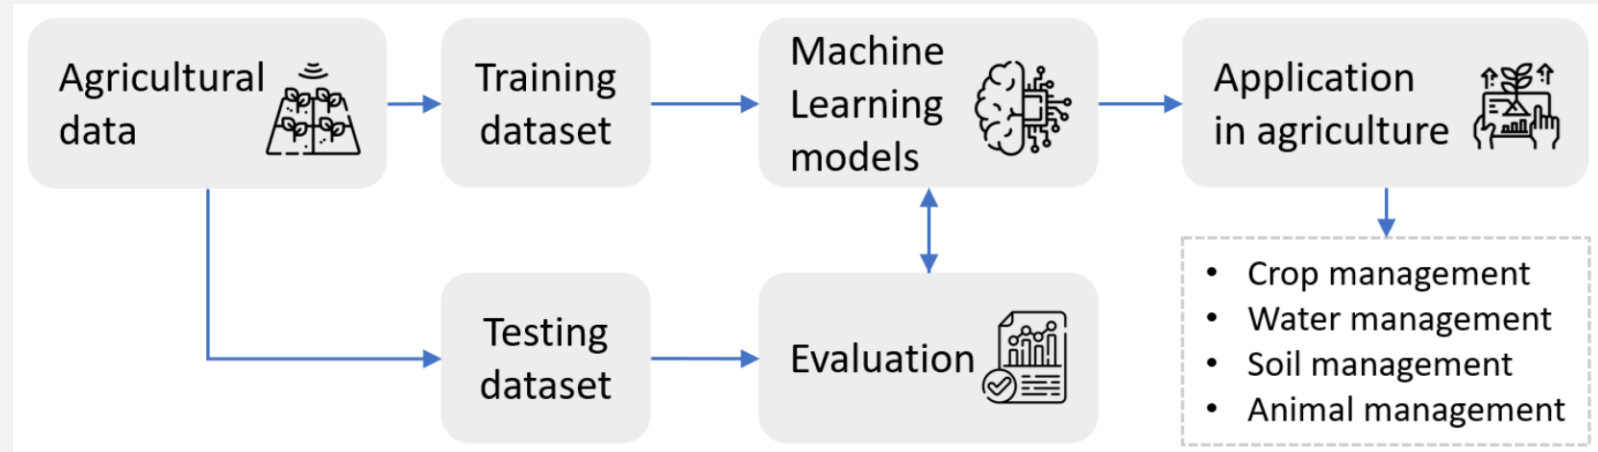 Agricultural
data
Training
dataset
Machine
Learning
models
Application
in agriculture
Testing
dataset
Evaluation
• Crop management
• Water management
• Soil management
• Animal management